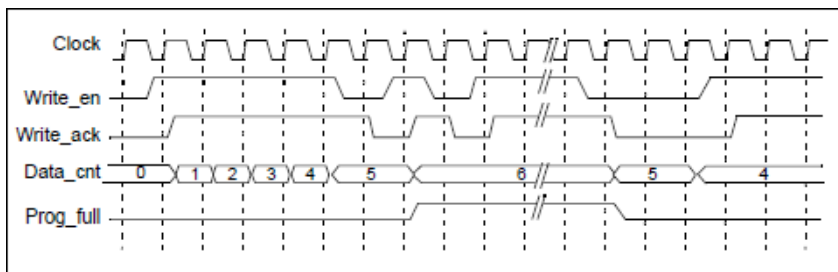 Clock
Write_en
Write_ack
Data_cnt 0 1 2 3 4 5 6 5 4
Prog_full